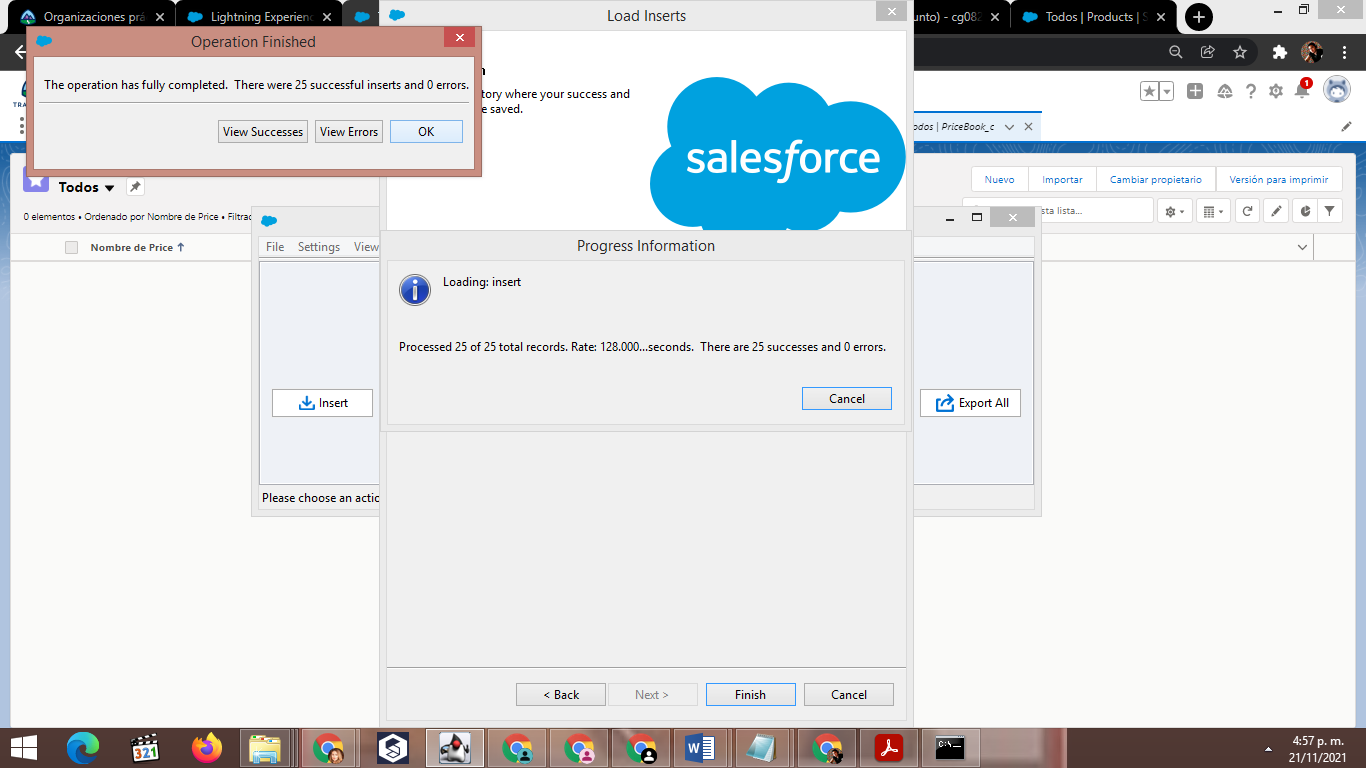 Organizaciones prá
Lightning Experienc
Load Inserts
unto) - cg082
Todos | Products | S
Operation Finished
The operation has fully completed. There were 25 successful inserts and 0 errors.
View Successes
View Errors
OK
n
tory where your success and
e saved.
salesforce
TRA
1
odos | PriceBook_c
Todos
Nuevo
Importar
Cambiar propietario
Versión para imprimir
0 elementos • Ordenado por Nombre de Price • Filtrad
sta lista...
Nombre de Price
File
Settings
View
Progress Information
Loading: insert
Processed 25 of 25 total records. Rate: 128.000...seconds. There are 25 successes and 0 errors.
Cancel
Insert
Export All
Please choose an actio
< Back
Next >
Finish
Cancel
321
C:\
4:57 p. m.
21/11/2021